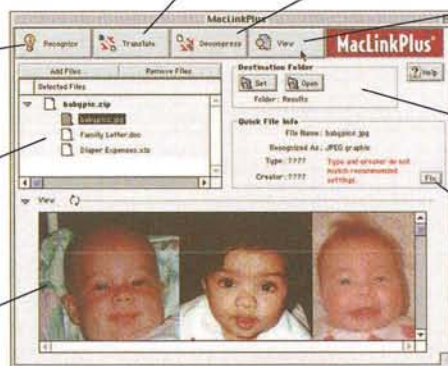 MacLinkPlus
Recognize
Translate
Decompress
View
MacLinkPlus®
Add Files...
Remove Files
Selected Files
babypic.zip
babypic.jpg
Family Letter.doc
Diaper Expenses.xls
Destination Folder
Set
Open
Folder: Results
Help
Quick File Info
File Name: babypics.jpg
Recognized As: JPEG graphic
Type: ????
Creator: ????
Type and creator do not
match recommended
settings.
Fix
View